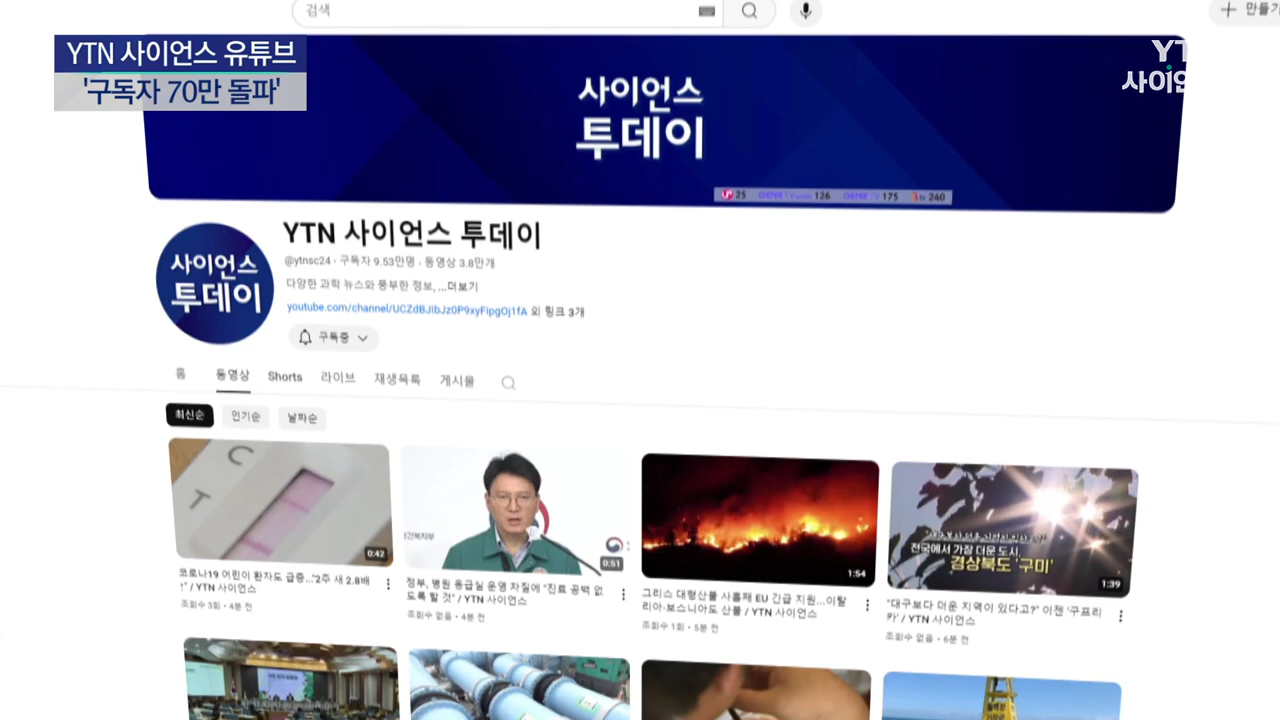 검색
만들기
YTN 사이언스 유튜브
'구독자 70만 돌파'
사이언스
투데이
25
126
175
240
사이언스
투데이
YTN 사이언스 투데이
@ytnsc24 · 구독자 9.53만명 · 동영상 3.8만개
다양한 과학 뉴스와 풍부한 정보, ...더보기
youtube.com/channel/UCZdBJIbJz0P9xyFipgOj1fA 외 링크 3개
구독중
홈 동영상 Shorts 라이브 재생목록 게시물
최신순 인기순 날짜순
C
T
0:42
0:51
1:54
전국에서 가장 더운 도시,
경상북도 '구미'
1:39
코로나19 어린이 환자도 급증..."2주 새 2.8배
↑" / YTN 사이언스
조회수 3회 · 4분 전
정부, 병원 응급실 운영 차질에 "진료 공백 없
도록 할 것" / YTN 사이언스
조회수 없음 · 4분 전
그리스 대형산불 사흘째 EU 긴급 지원...이탈
리아·보스니아도 산불 / YTN 사이언스
조회수 1회 · 5분 전
"대구보다 더운 지역이 있다고?" 이젠 '구프리
카' / YTN 사이언스
조회수 없음 · 6분 전